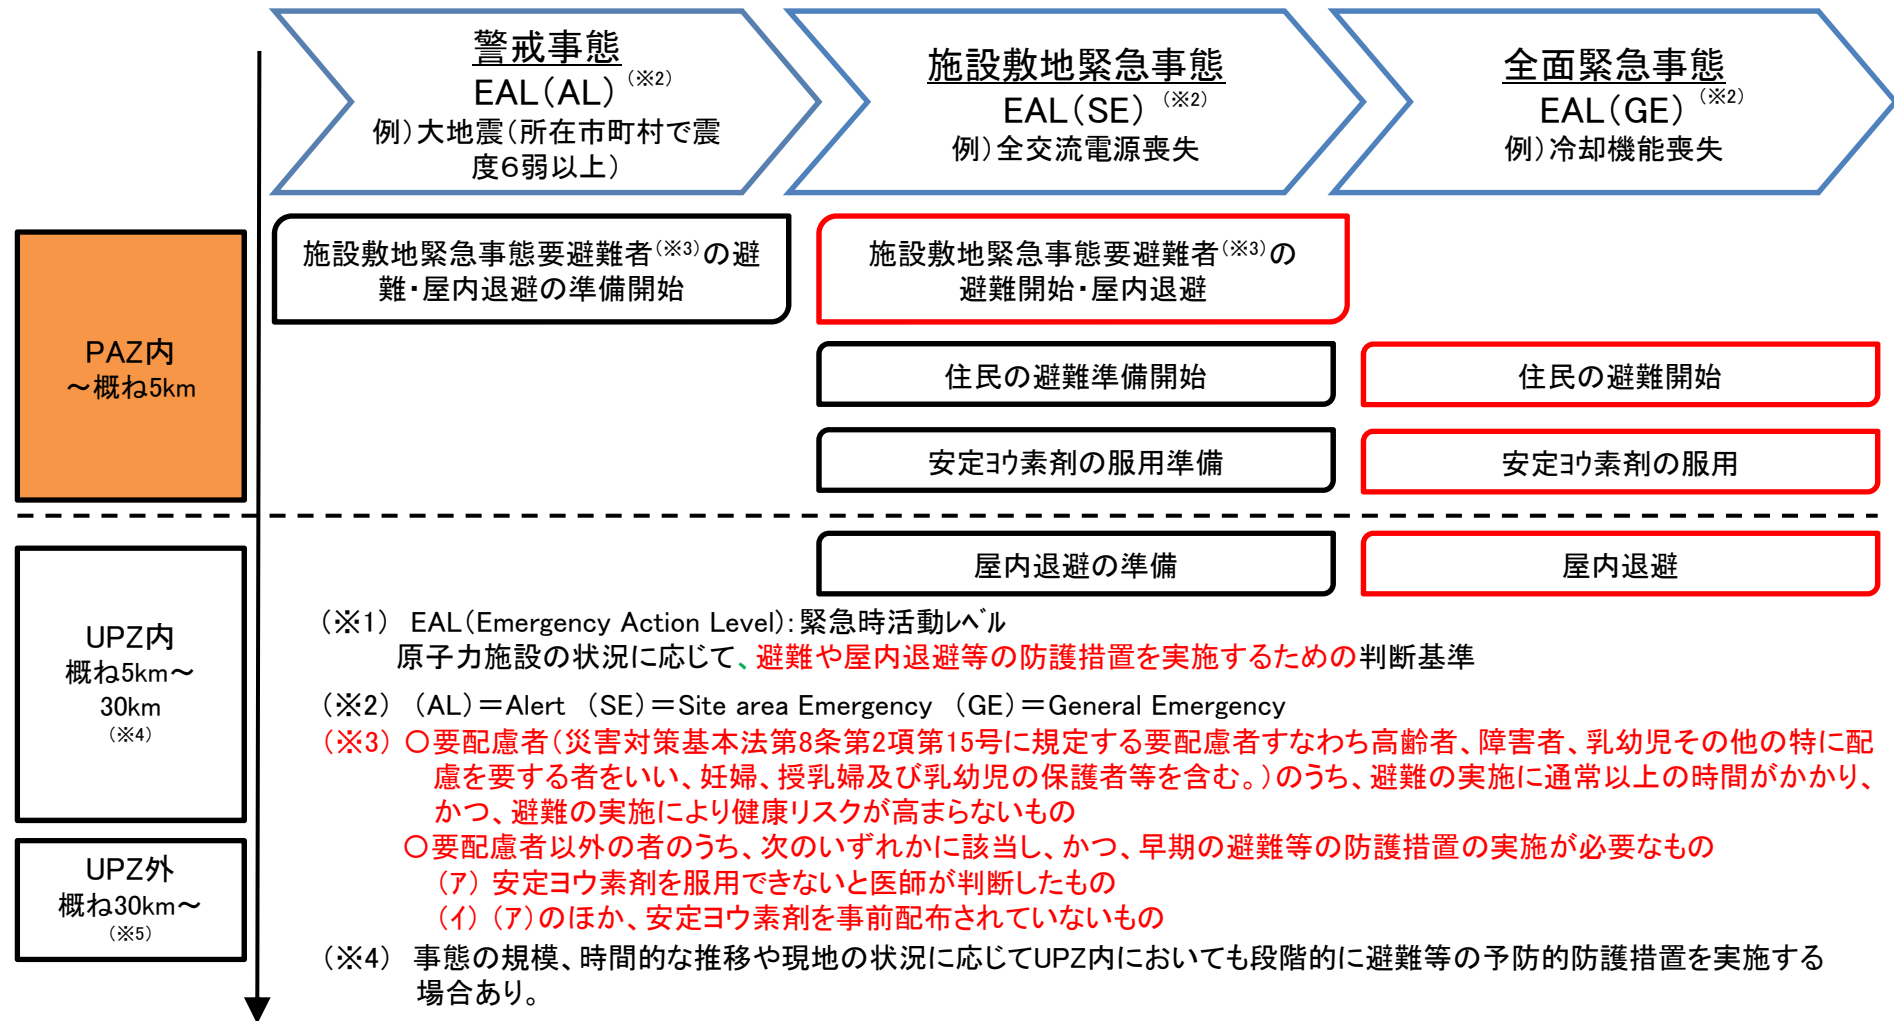 警戒事態
EAL(AL)(※2)
例)大地震(所在市町村で震
度6弱以上)
施設敷地緊急事態
EAL(SE)(※2)
例)全交流電源喪失
全面緊急事態
EAL(GE)(※2)
例)冷却機能喪失
PAZ内
～概ね5km
施設敷地緊急事態要避難者(※3)の避
難・屋内退避の準備開始
施設敷地緊急事態要避難者(※3)の
避難開始・屋内退避
住民の避難準備開始
住民の避難開始
安定ﾖｳ素剤の服用準備
安定ﾖｳ素剤の服用
UPZ内
概ね5km～
30km
(※4)
屋内退避の準備
屋内退避
UPZ外
概ね30km～
(※5)
(※1) EAL(Emergency Action Level):緊急時活動ﾚﾍﾞﾙ
原子力施設の状況に応じて、避難や屋内退避等の防護措置を実施するための判断基準
(※2) (AL)＝Alert (SE)＝Site area Emergency (GE)＝General Emergency
(※3) ○要配慮者(災害対策基本法第8条第2項第15号に規定する要配慮者すなわち高齢者、障害者、乳幼児その他の特に配
慮を要する者をいい、妊婦、授乳婦及び乳幼児の保護者等を含む。)のうち、避難の実施に通常以上の時間がかかり、
かつ、避難の実施により健康リスクが高まらないもの
○要配慮者以外の者のうち、次のいずれかに該当し、かつ、早期の避難等の防護措置の実施が必要なもの
(ｱ) 安定ヨウ素剤を服用できないと医師が判断したもの
(ｲ) (ｱ)のほか、安定ヨウ素剤を事前配布されていないもの
(※4) 事態の規模、時間的な推移や現地の状況に応じてUPZ内においても段階的に避難等の予防的防護措置を実施する
場合あり。